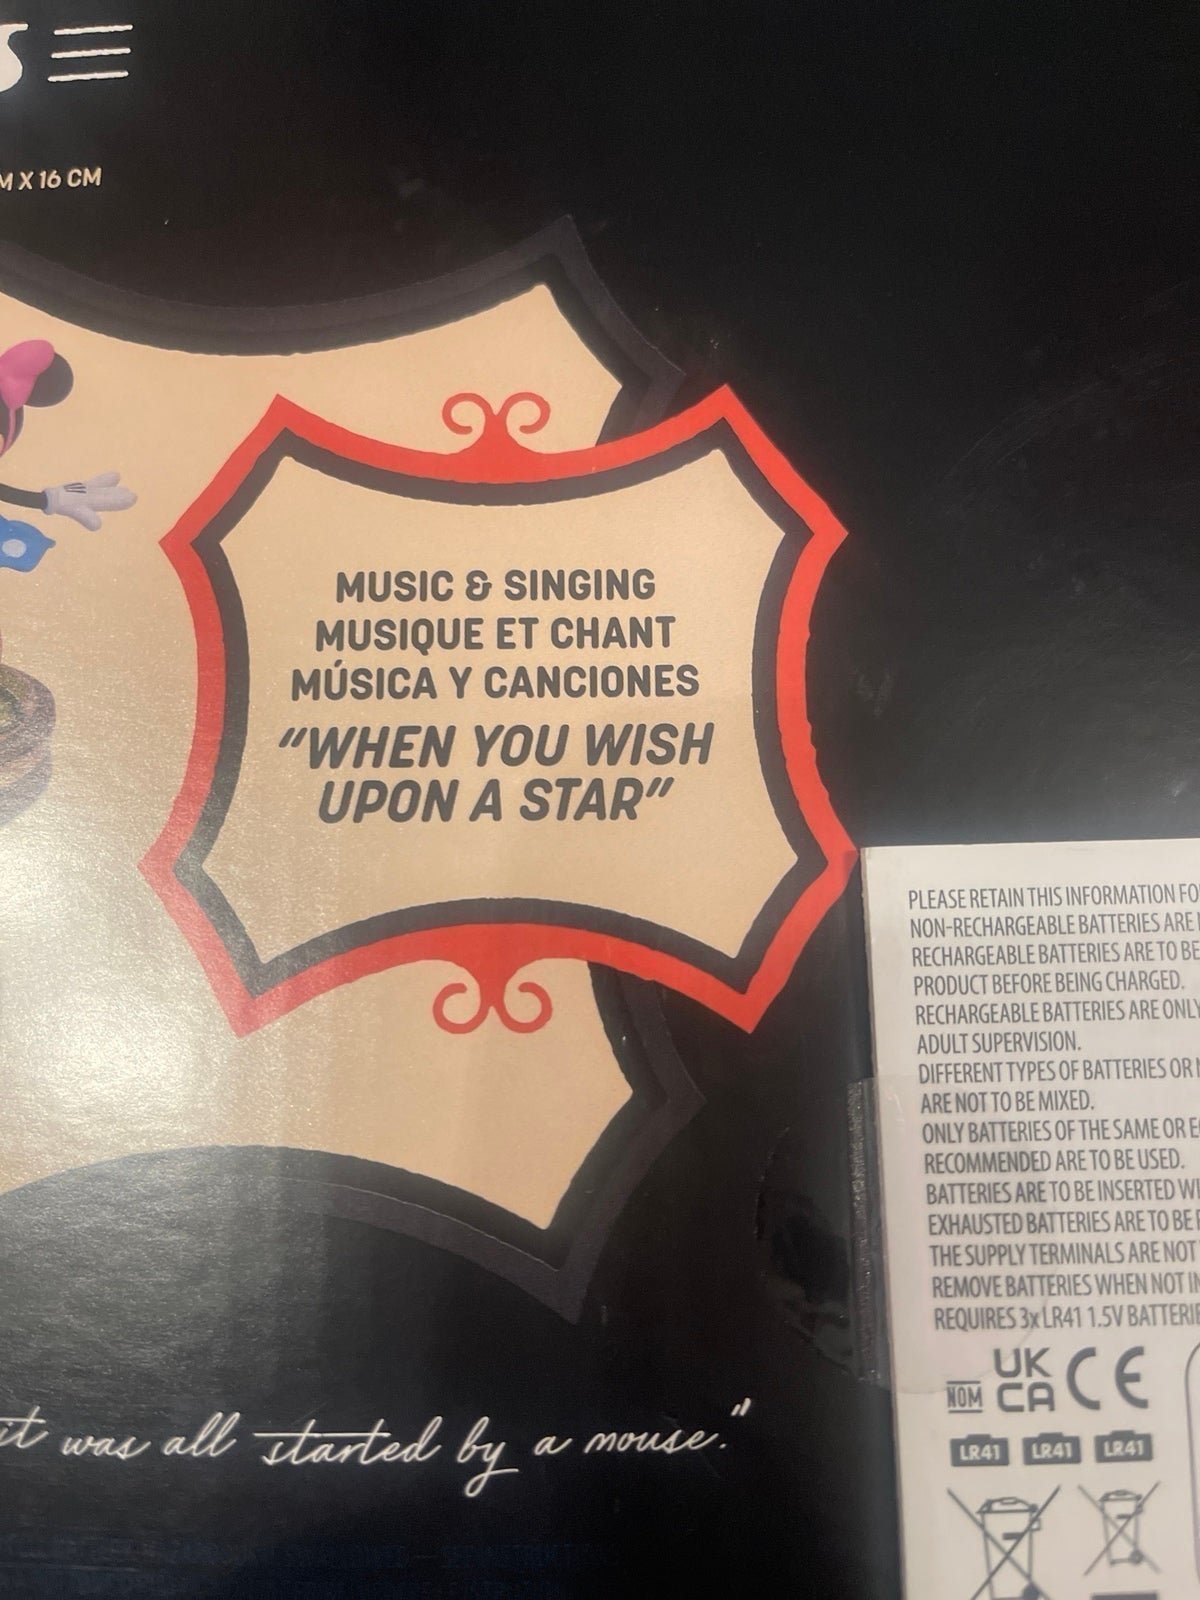 X 16 CM
MUSIC & SINGING
MUSIQUE ET CHANT
MÚSICA Y CANCIONES
"WHEN YOU WISH
UPON A STAR"
PLEASE RETAIN THIS INFORMATION
NON-RECHARGEABLE BATTERIES ARE
RECHARGEABLE BATTERIES ARE TO BE
PRODUCT BEFORE BEING CHARGED.
RECHARGEABLE BATTERIES ARE ONLY
ADULT SUPERVISION.
DIFFERENT TYPES OF BATTERIES OR
ARE NOT TO BE MIXED.
ONLY BATTERIES OF THE SAME OR
RECOMMENDED ARE TO BE USED.
BATTERIES ARE TO BE INSERTED
EXHAUSTED BATTERIES ARE TO BE
THE SUPPLY TERMINALS ARE NOT
REMOVE BATTERIES WHEN NOT
REQUIRES 3x LR41 1.5V
NOM UK CA CE
LR41 LR41 LR41
it was all started by a mouse."